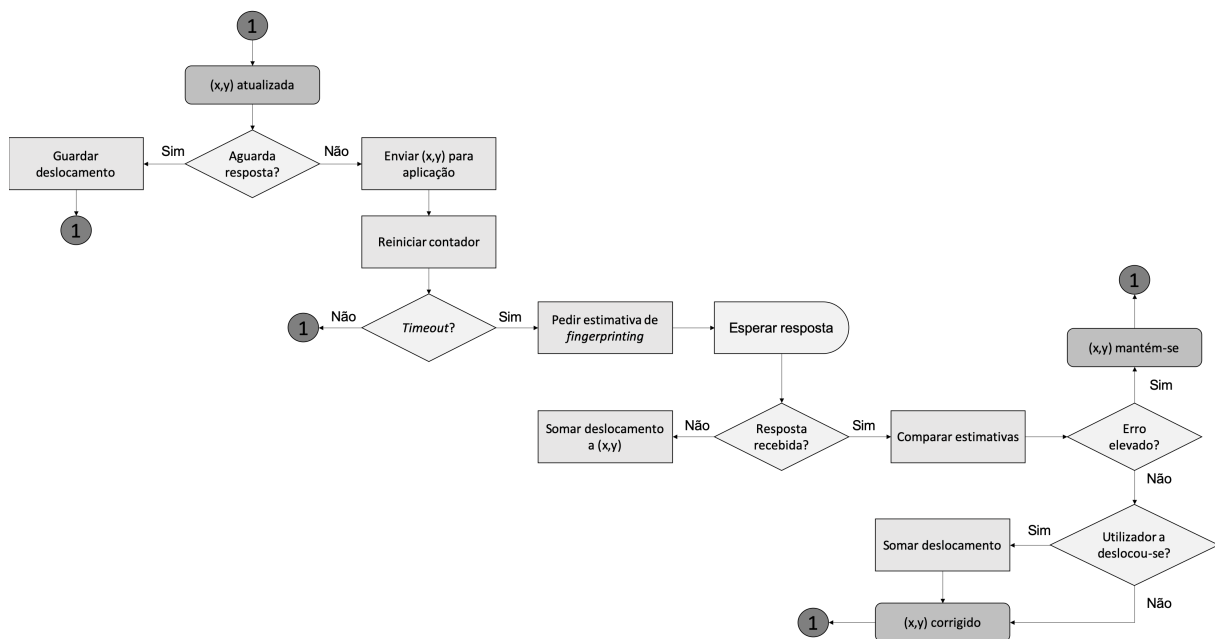 1
(x,y) atualizada
Guardar
deslocamento
Sim
Aguarda
resposta?
Não
Enviar (x,y) para
aplicação
1
Reiniciar contador
1
Não
Timeout?
Sim
Pedir estimativa de
fingerprinting
Esperar resposta
1
(x,y) mantém-se
Sim
Somar deslocamento
a (x,y)
Não
Resposta
recebida?
Sim
Comparar estimativas
Erro
elevado?
Não
Somar deslocamento
Sim
Utilizador a
deslocou-se?
Não
1
(x,y) corrigido